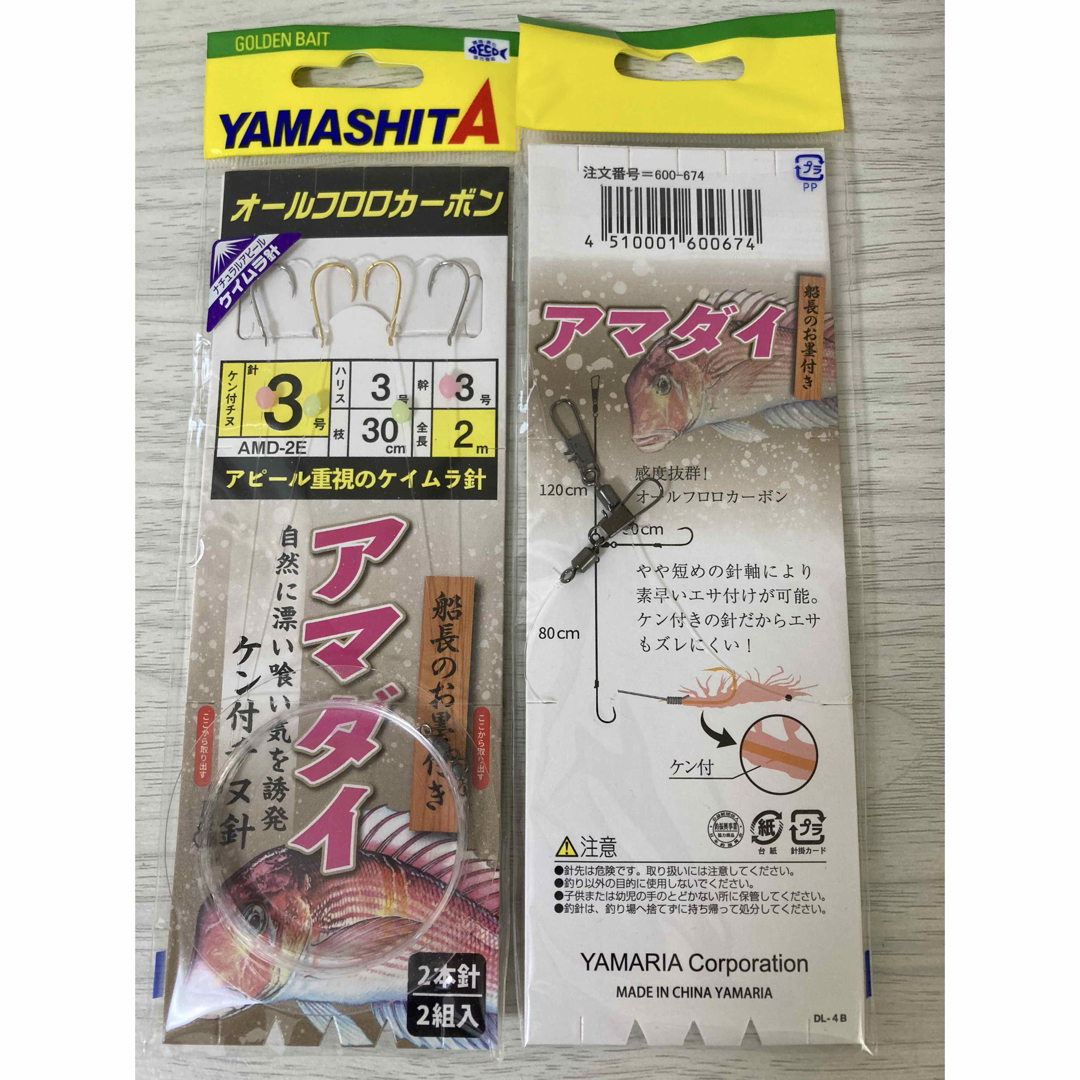 GOLDEN BAIT
YAMASHITA
オールフロロカーボン
ナチュラルアピール
ケイムラ針
ケン付チヌ
針
3号
ハリス
3号
幹
3号
AMD-2E
枝
30cm
全長
2m
アピール重視のケイムラ針
アマダイ
船長のお墨付き
自然に漂い喰い気を誘発
ケン付チヌ針
ここから取り出す
ここから取り出す
2本針
2組入
注文番号=600-674
4 510001 600674
プラ
PP
アマダイ
船長のお墨付き
感度抜群!
オールフロロカーボン
120cm
80cm
やや短めの針軸により
素早いエサ付けが可能。
ケン付きの針だからエサ
もズレにくい!
ケン付
紙
台紙
プラ
針掛カード
注意
●針先は危険です。取り扱いには注意してください。
●釣り以外の目的に使用しないでください。
●子供または幼児の手のとどかない所に保管してください。
●釣針は、釣り場へ捨てずに持ち帰って処分してください。
YAMARIA Corporation
MADE IN CHINA YAMARIA
DL-4B